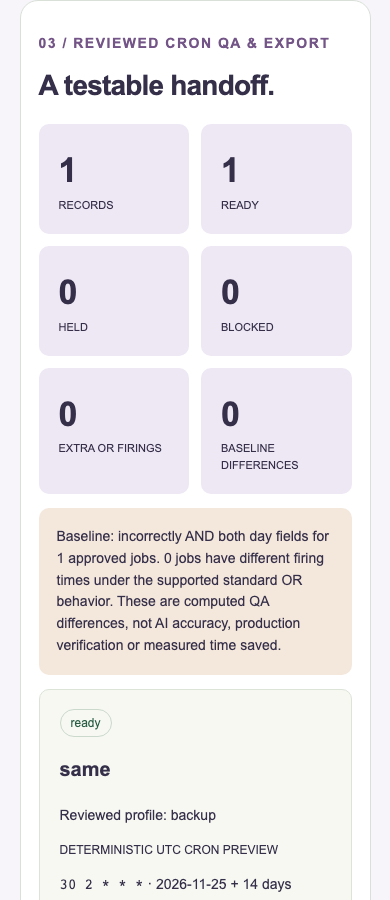 03 / REVIEWED CRON QA & EXPORT
A testable handoff.
1
RECORDS
1
READY
0
HELD
0
BLOCKED
0
EXTRA OR FIRINGS
0
BASELINE
DIFFERENCES
Baseline: incorrectly AND both day fields for
1 approved jobs. 0 jobs have different firing
times under the supported standard OR
behavior. These are computed QA
differences, not AI accuracy, production
verification or measured time saved.
ready
same
Reviewed profile: backup
DETERMINISTIC UTC CRON PREVIEW
30 2 * * * · 2026-11-25 + 14 days